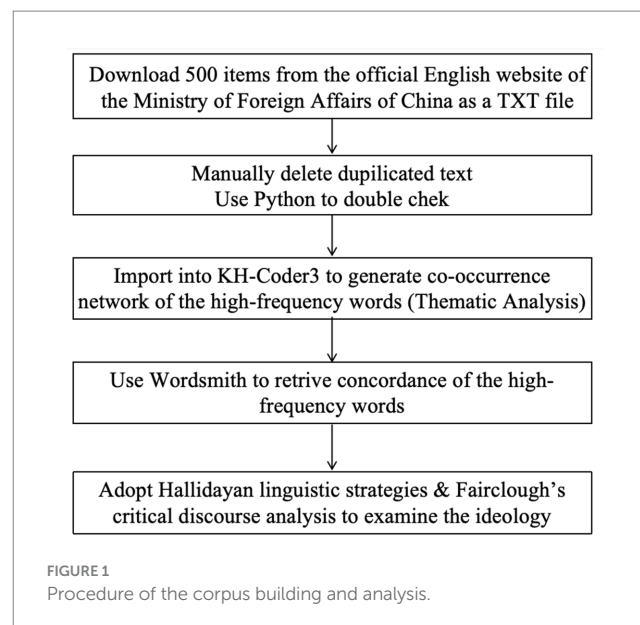 Download 500 items from the official English website of
the Ministry of Foreign Affairs of China as a TXT file
Manually delete dupilicated text
Use Python to double chek
Import into KH-Coder3 to generate co-occurrence
network of the high-frequency words (Thematic Analysis)
Use Wordsmith to retrive concordance of the high-
frequency words
Adopt Hallidayan linguistic strategies & Fairclough’s
critical discourse analysis to examine the ideology
FIGURE 1
Procedure of the corpus building and analysis.